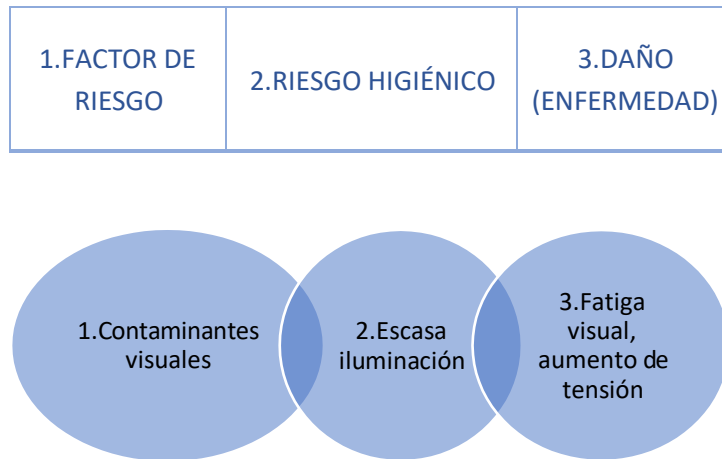 1.FACTOR DE
RIESGO
2.RIESGO HIGIÉNICO
3.DAÑO
(ENFERMEDAD)
1.Contaminantes
visuales
2.Escasa
iluminación
3.Fatiga
visual,
aumento de
tensión